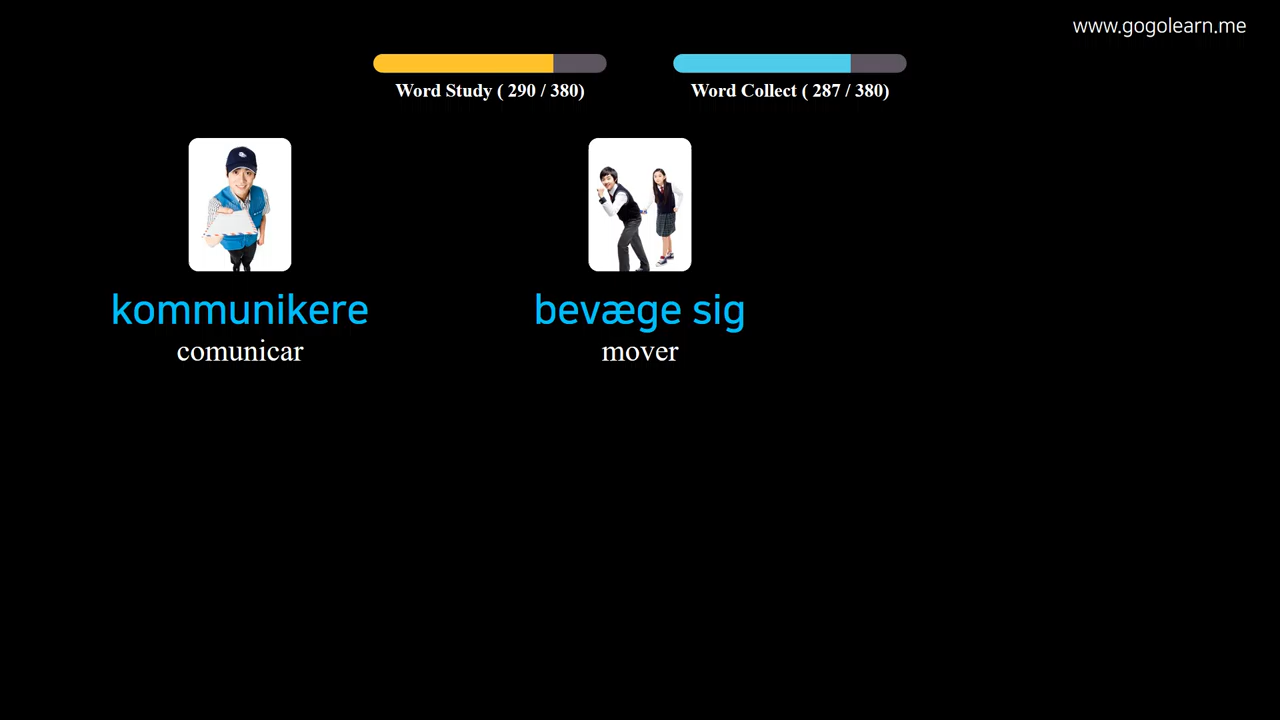 www.gogolearn.me
Word Study ( 290 / 380)
Word Collect ( 287 / 380)
kommunikere
comunicar
bevæge sig
mover